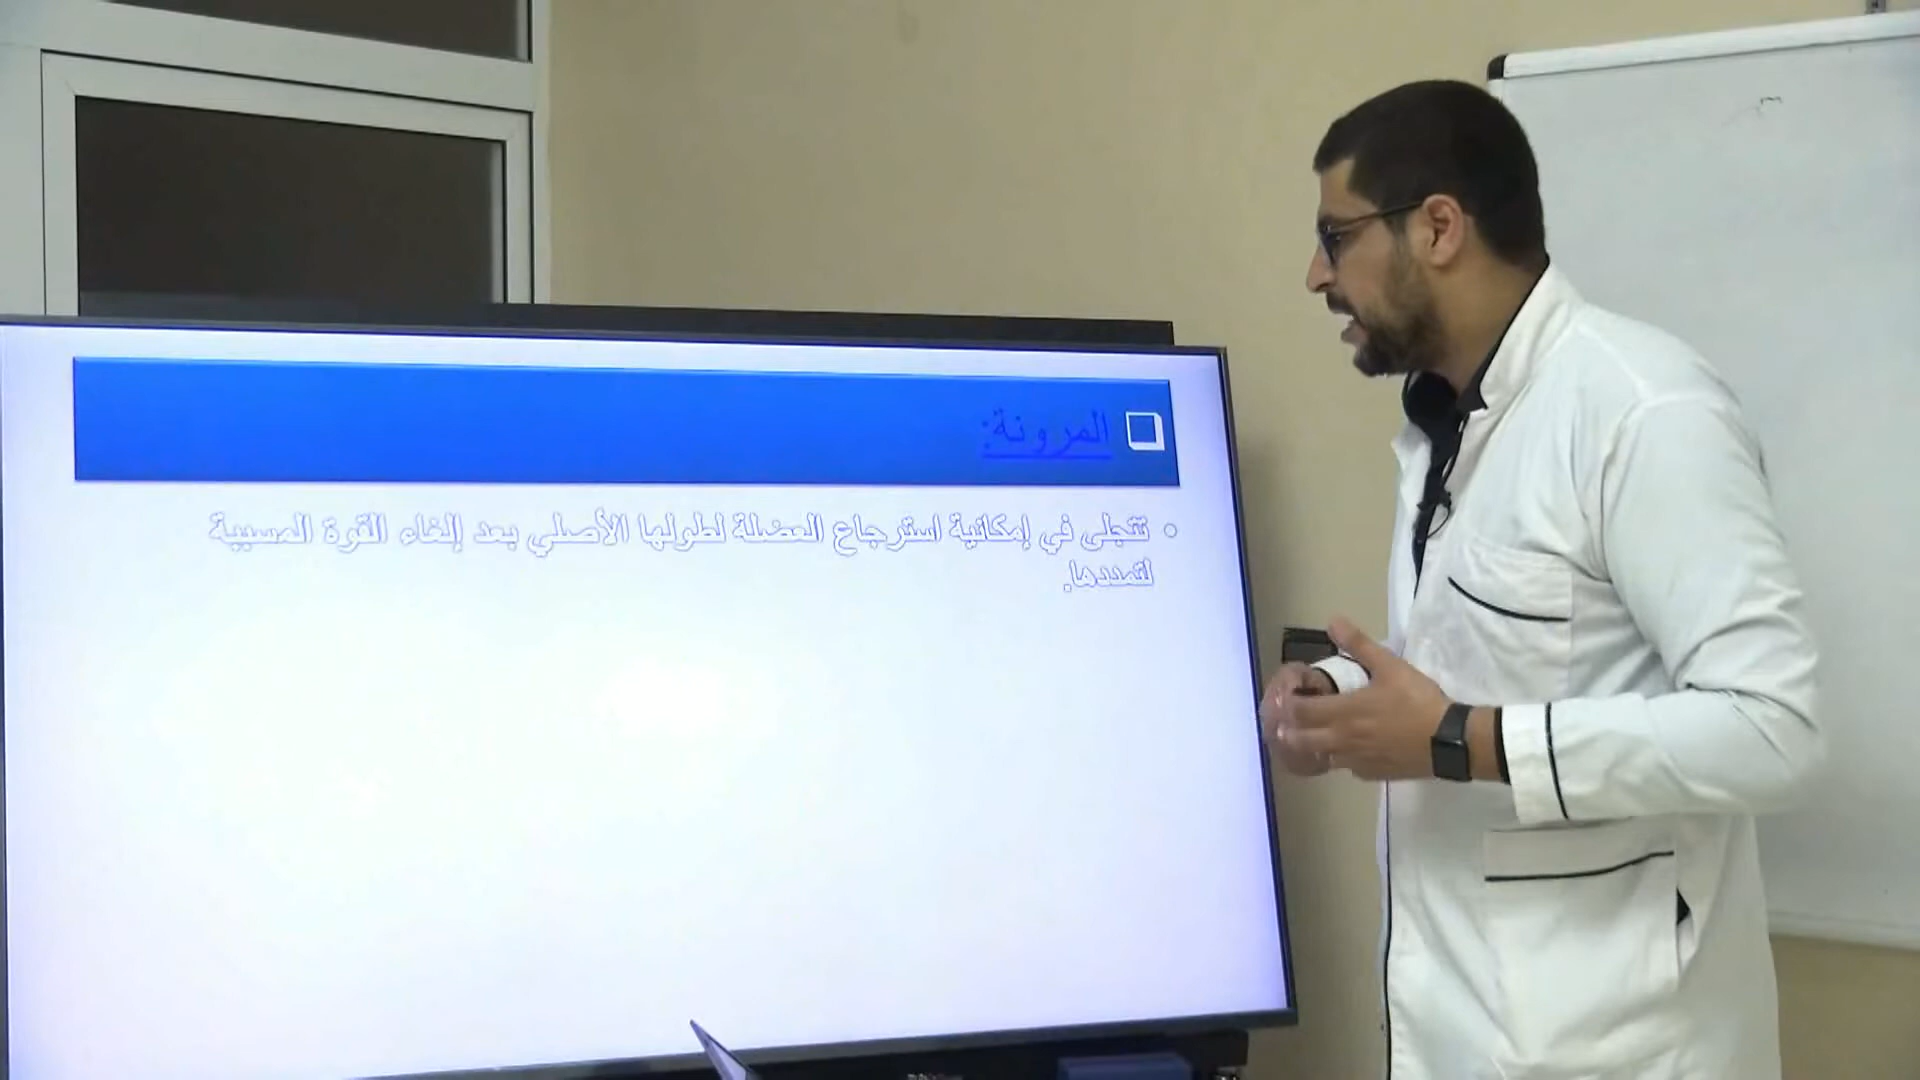 المرونة:
• تتجلى في إمكانية استرجاع العضلة لطولها الأصلي بعد إلغاء القوة المسببة
لتمددها.